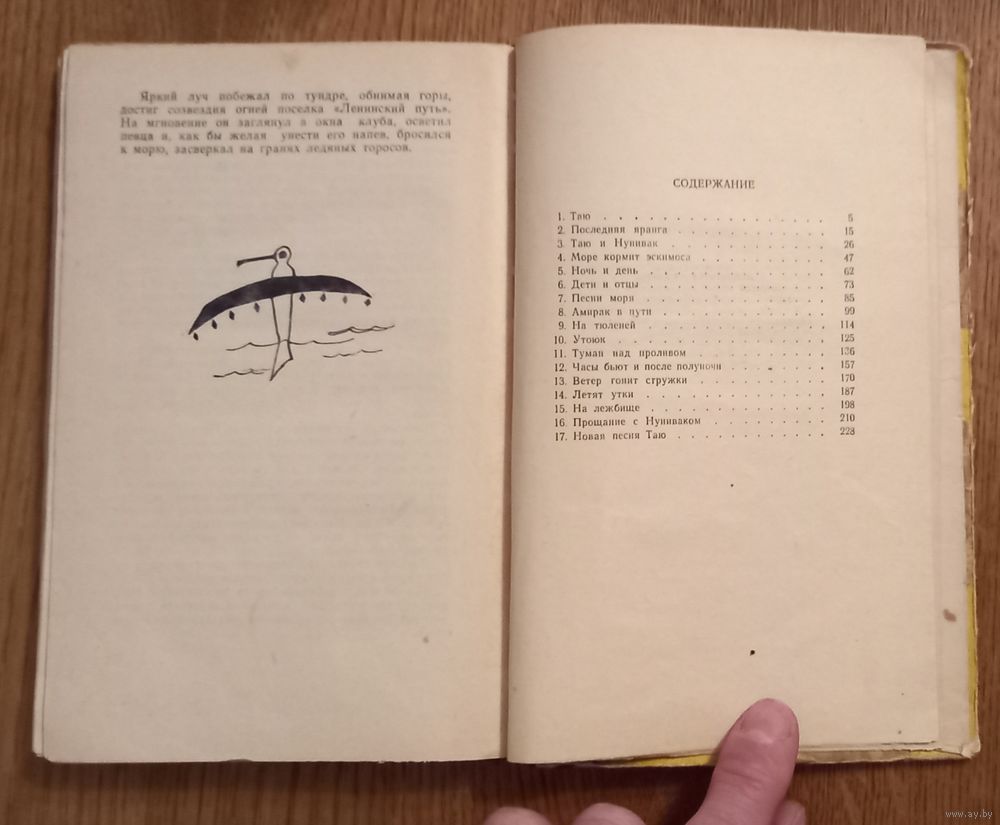 Яркий луч побежал по тундре, обнимая горы,
достиг созвездия огней поселка «Ленинский путь».
На мгновение он заглянул в окна клуба, осветил
певца и, как бы желая унести его напев, бросился
к морю, засверкал на гранях ледяных торосов.
СОДЕРЖАНИЕ
1. Таю . . . . . . . . . . . . . . . 5
2. Последняя яранга . . . . . . . . . 15
3. Таю и Нунивак . . . . . . . . . . 26
4. Море кормит эскимоса . . . . . . . 47
5. Ночь и день . . . . . . . . . . . 62
6. Дети и отцы . . . . . . . . . . . 73
7. Песни моря . . . . . . . . . . . 85
8. Амирак в пути . . . . . . . . . . 99
9. На тюленей . . . . . . . . . . . 114
10. Утоюк . . . . . . . . . . . . . 125
11. Туман над проливом . . . . . . . . 136
12. Часы бьют и после полуночи . . . . . 157
13. Ветер гонит стружки . . . . . . . . 170
14. Летят утки . . . . . . . . . . . 187
15. На лежбище . . . . . . . . . . . 198
16. Прощание с Нуниваком . . . . . . . 210
17. Новая песня Таю . . . . . . . . . 228
www.ay.by